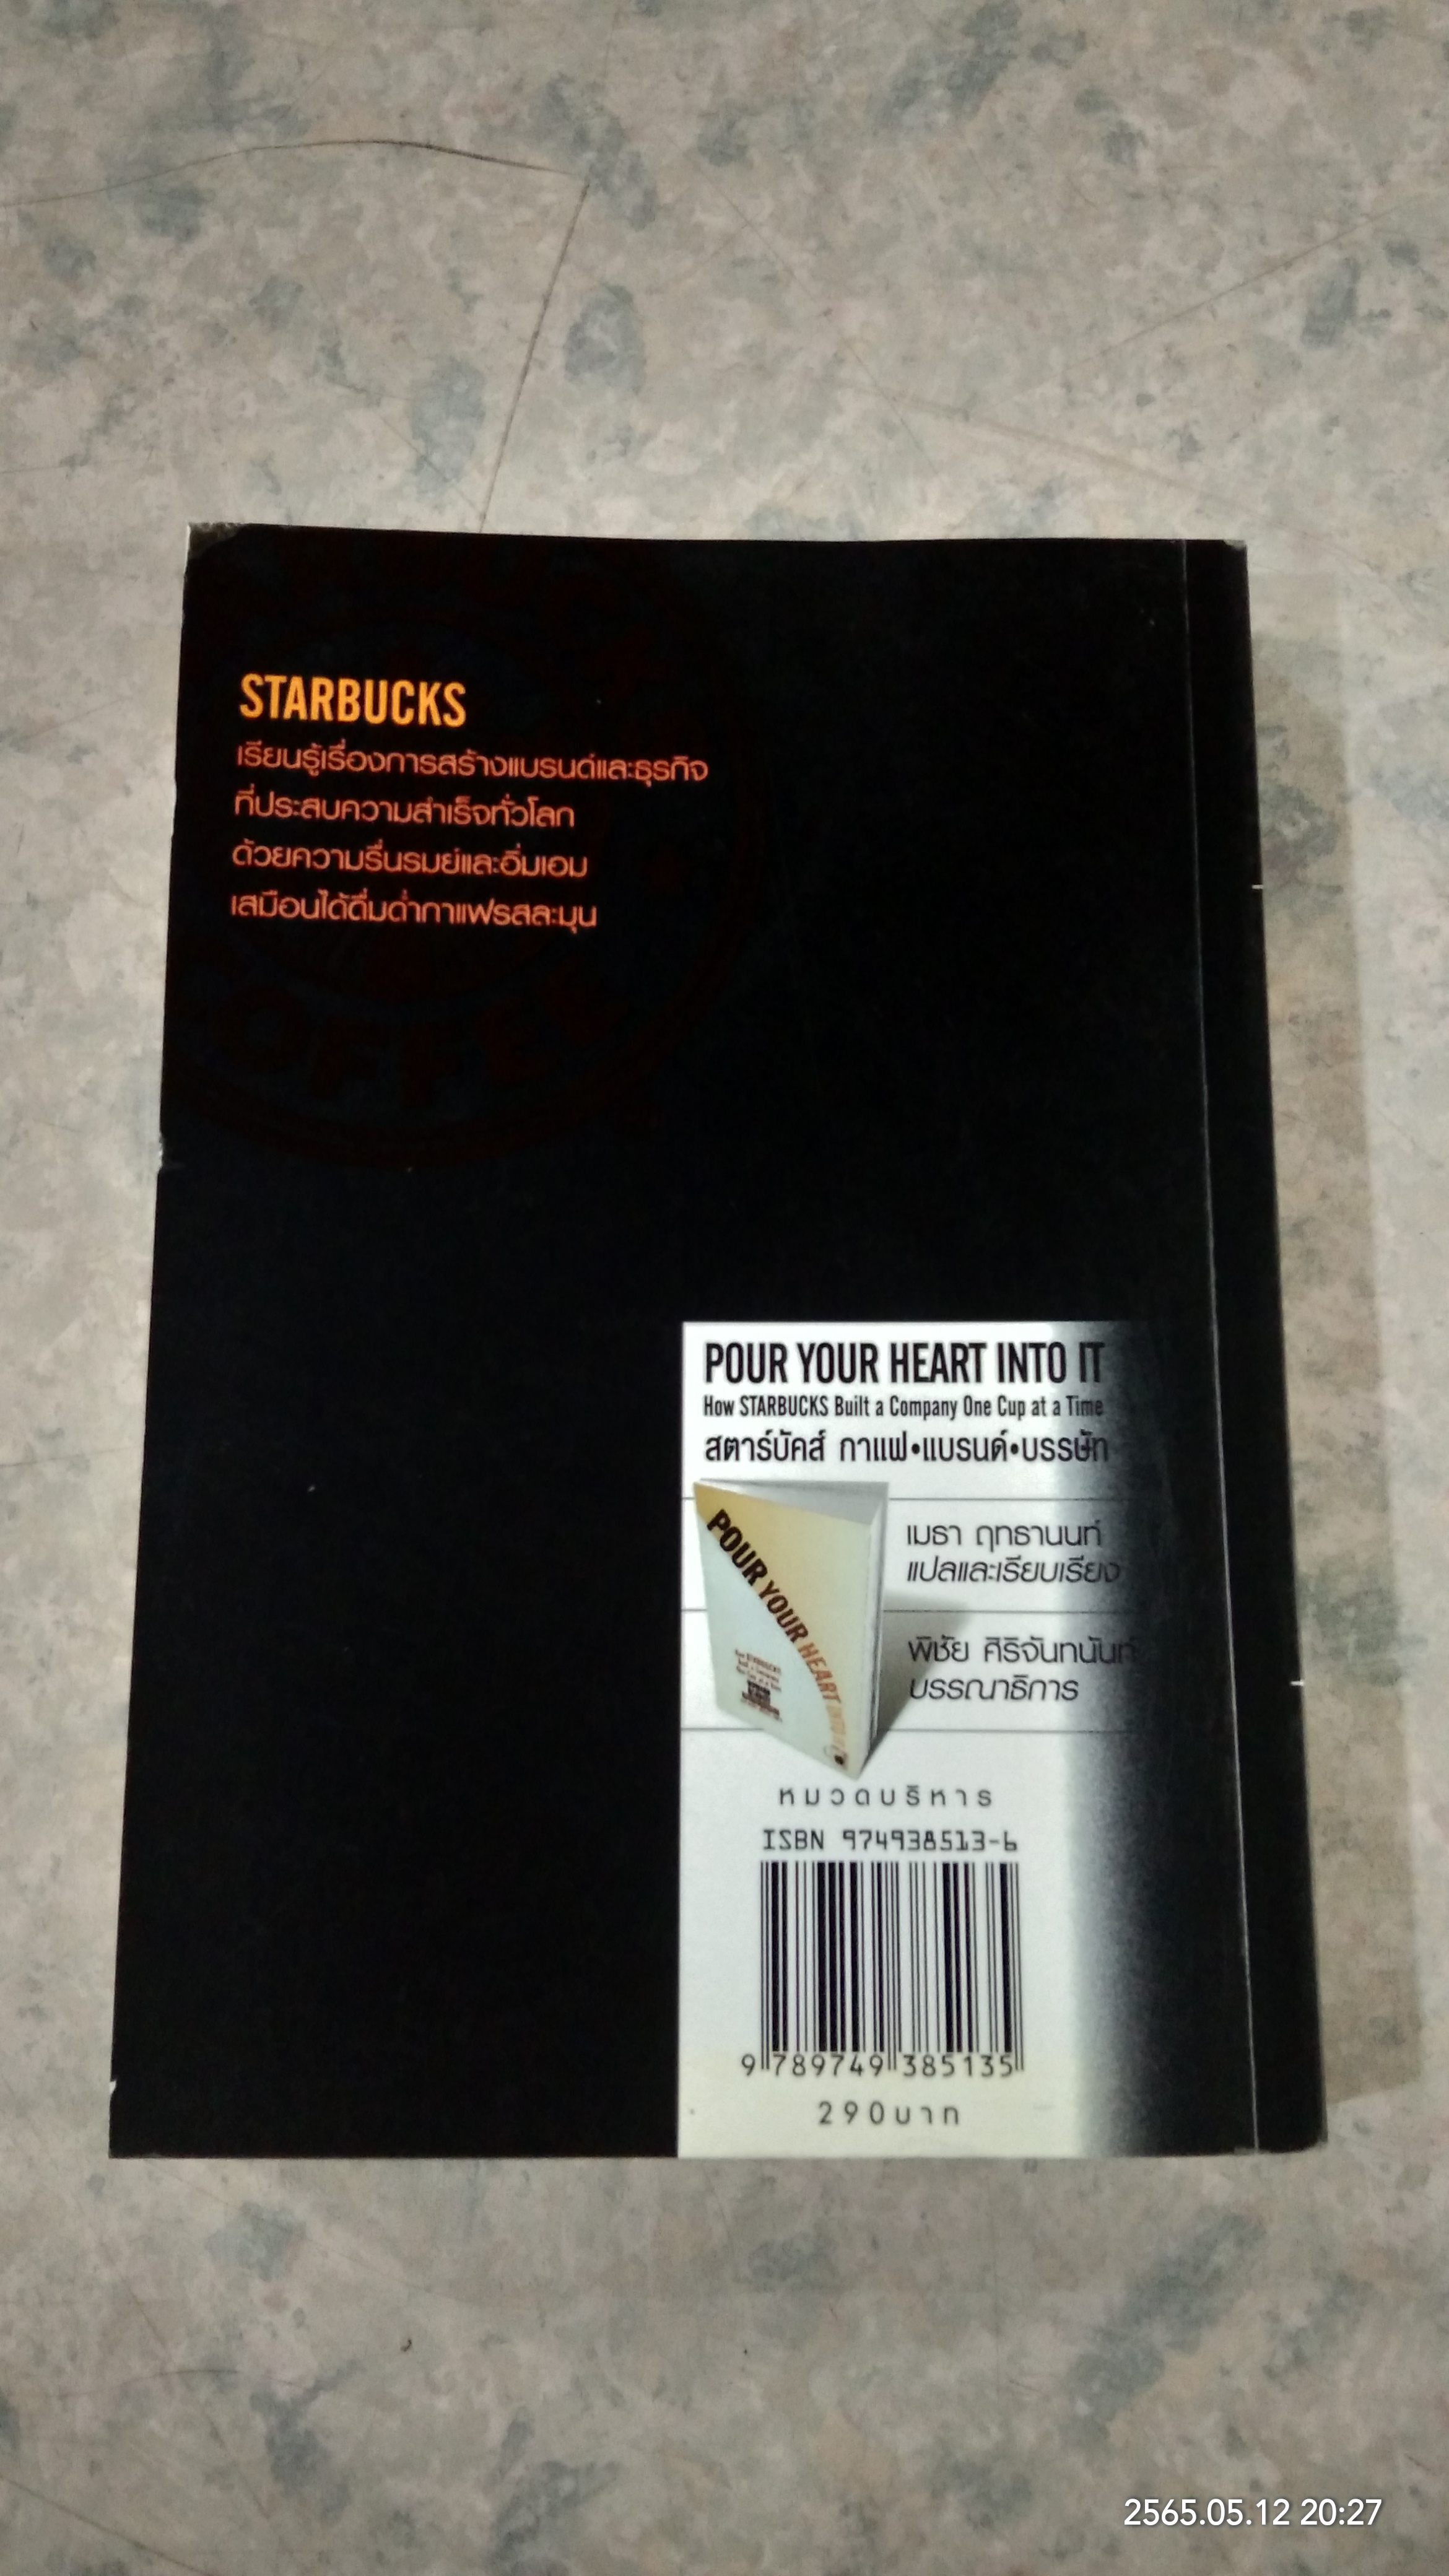 STARBUCKS
เรียนรู้เรื่องการสร้างแบรนด์และธุรกิจ
ที่ประสบความสำเร็จทั่วโลก
ด้วยความรื่นรมย์และอิ่มเอม
เสมือนได้ดื่มด่ำกาแฟรสละมุน
OFFEE
POUR YOUR HEART INTO IT
How STARBUCKS Built a Company One Cup at a Time
สตาร์บัคส์ กาแฟ•แบรนด์•บรรษัท
POUR YOUR HEART INTO IT
เมธา ฤทธานนท์
แปลและเรียบเรียง
พิชัย ศิริจันทนันท์
บรรณาธิการ
หมวดบริหาร
ISBN 974938513-6
9 789749 385135
290บาท
2565.05.12 20:27